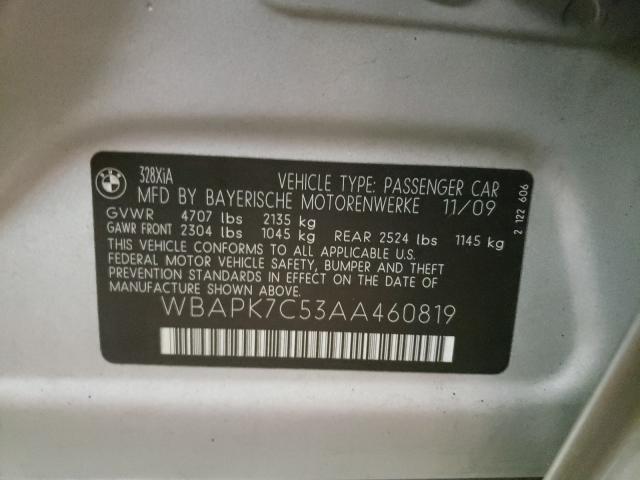 BMW
328XiA
VEHICLE TYPE: PASSENGER CAR
MFD BY BAYERISCHE MOTORENWERKE 11/09
GVWR 4707 lbs 2135 kg
GAWR FRONT 2304 lbs 1045 kg REAR 2524 lbs 1145 kg
THIS VEHICLE CONFORMS TO ALL APPLICABLE U.S.
FEDERAL MOTOR VEHICLE SAFETY, BUMPER AND THEFT
PREVENTION STANDARDS IN EFFECT ON THE DATE OF
MANUFACTURE SHOWN ABOVE.
WBAPK7C53AA460819
2 122 606